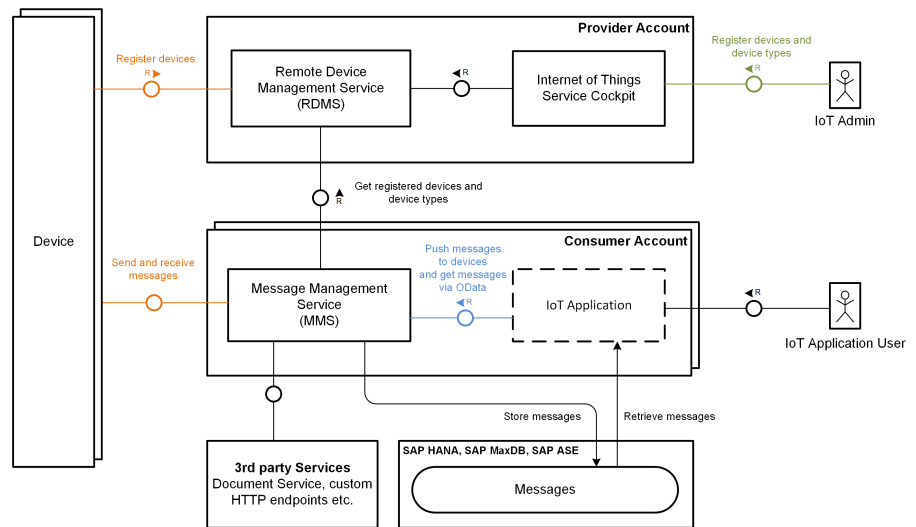 Provider Account
Register devices
R
Remote Device
Management Service
(RDMS)
R
Internet of Things
Service Cockpit
Register devices and
device types
R
IoT Admin
R
Get registered devices and
device types
Device
Consumer Account
Send and receive
messages
Message Management
Service
(MMS)
Push messages
to devices
and get messages
via OData
R
IoT Application
R
IoT Application User
Store messages
Retrieve messages
3rd party Services
Document Service, custom
HTTP endpoints etc.
SAP HANA, SAP MaxDB, SAP ASE
Messages